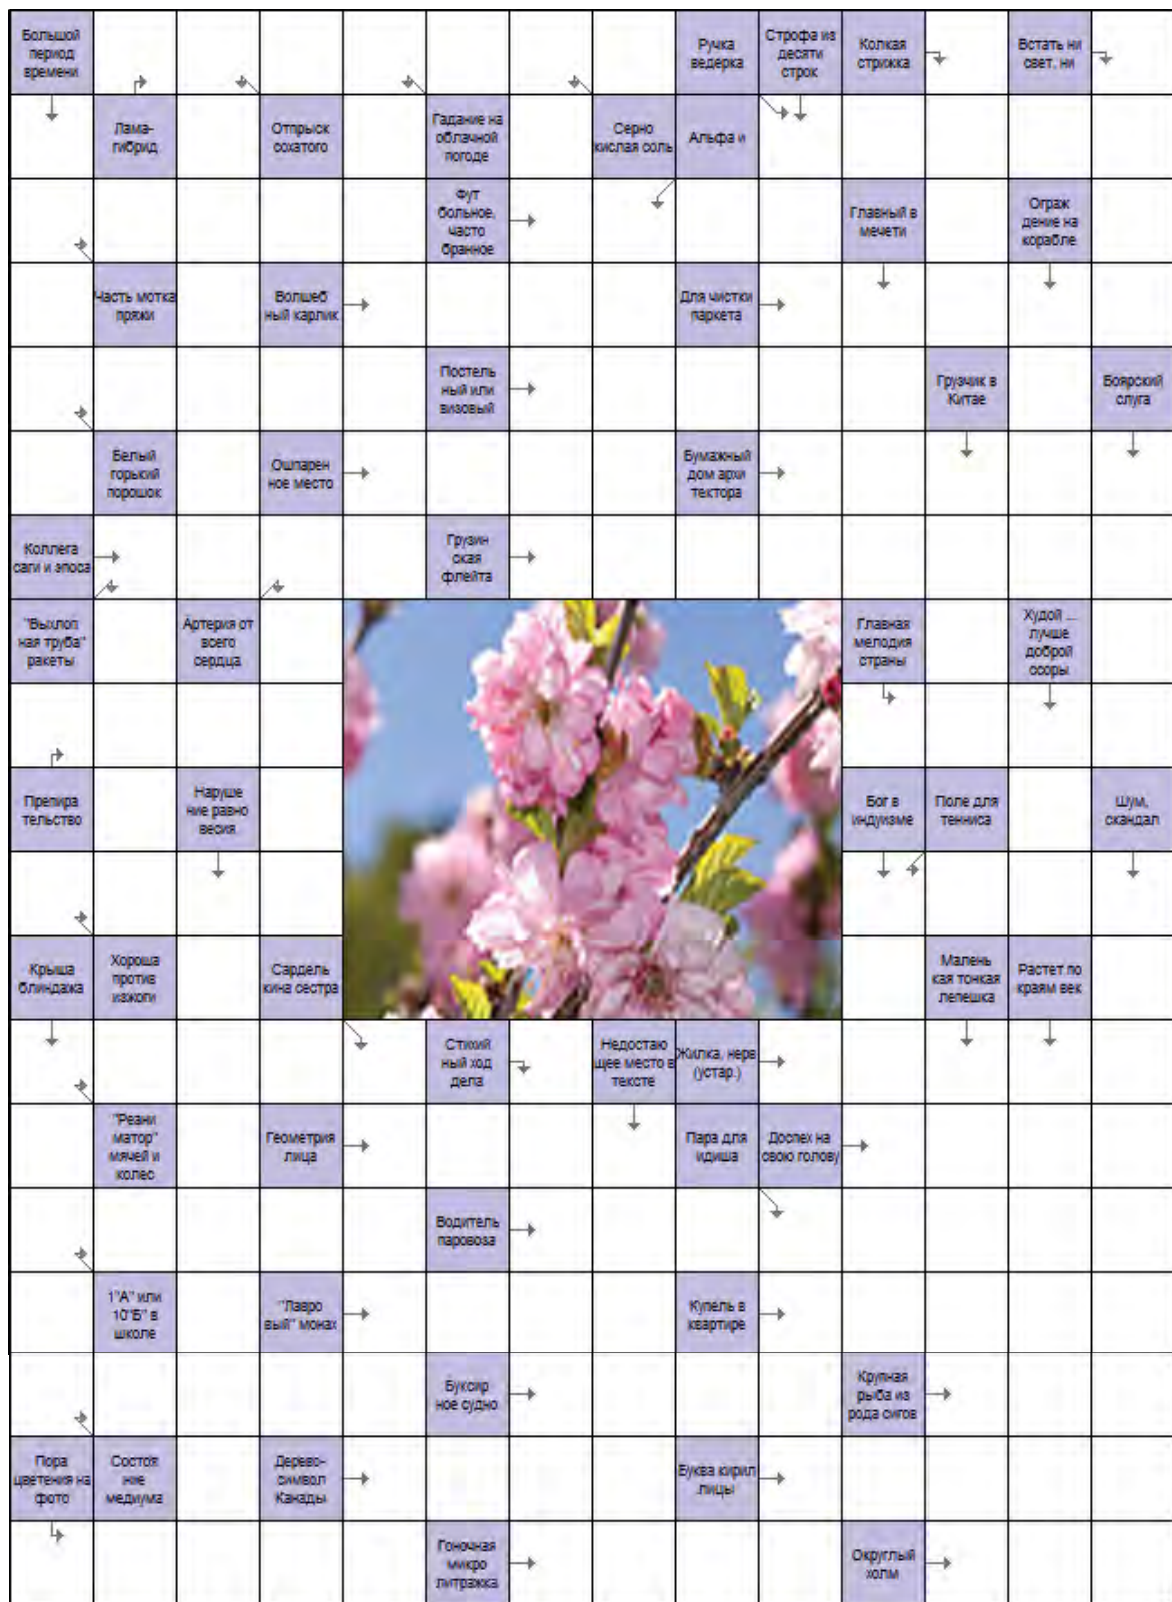 Большой
период
времени
Ручка
ведерка
Строфа из
десяти
строк
Колкая
стрижка
Встать ни
свет, ни
Лама-
гибрид
Отпрыск
сохатого
Гадание на
облачной
погоде
Серно
кислая соль
Альфа и
Фут
больное,
часто
бранное
Главный в
мечети
Ограж
дение на
корабле
Часть мотка
пряжи
Волшеб
ный карлик
Для чистки
паркета
Постель
ный или
визовый
Грузчик в
Китае
Боярский
слуга
Белый
горький
порошок
Ошпарен
ное место
Бумажный
дом архи
тектора
Коллега
саги и эпоса
Грузин
ская
флейта
"Выхлоп
ная труба"
ракеты
Артерия от
всего
сердца
Главная
мелодия
страны
Худой ...
лучше
доброй
ссоры
Препира
тельство
Наруше
ние равно
весия
Бог в
индуизме
Поле для
тенниса
Шум,
скандал
Крыша
блиндажа
Хороша
против
изжоги
Сардель
кина сестра
Малень
кая тонкая
лепешка
Растет по
краям век
Стихий
ный ход
дела
Недостаю
щее место в
тексте
Жилка, нерв
(устар.)
"Реани
матор"
мячей и
колес
Геометрия
лица
Пара для
идиша
Доспех на
свою голову
Водитель
паровоза
1"А" или
10"Б" в
школе
"Лавро
вый" монах
Купель в
квартире
Буксир
ное судно
Крупная
рыба из
рода сигов
Пора
цветения на
фото
Состоя
ние
медиума
Дерево-
символ
Канады
Буква кирил
лицы
Гоночная
микро
литражка
Округлый
холм